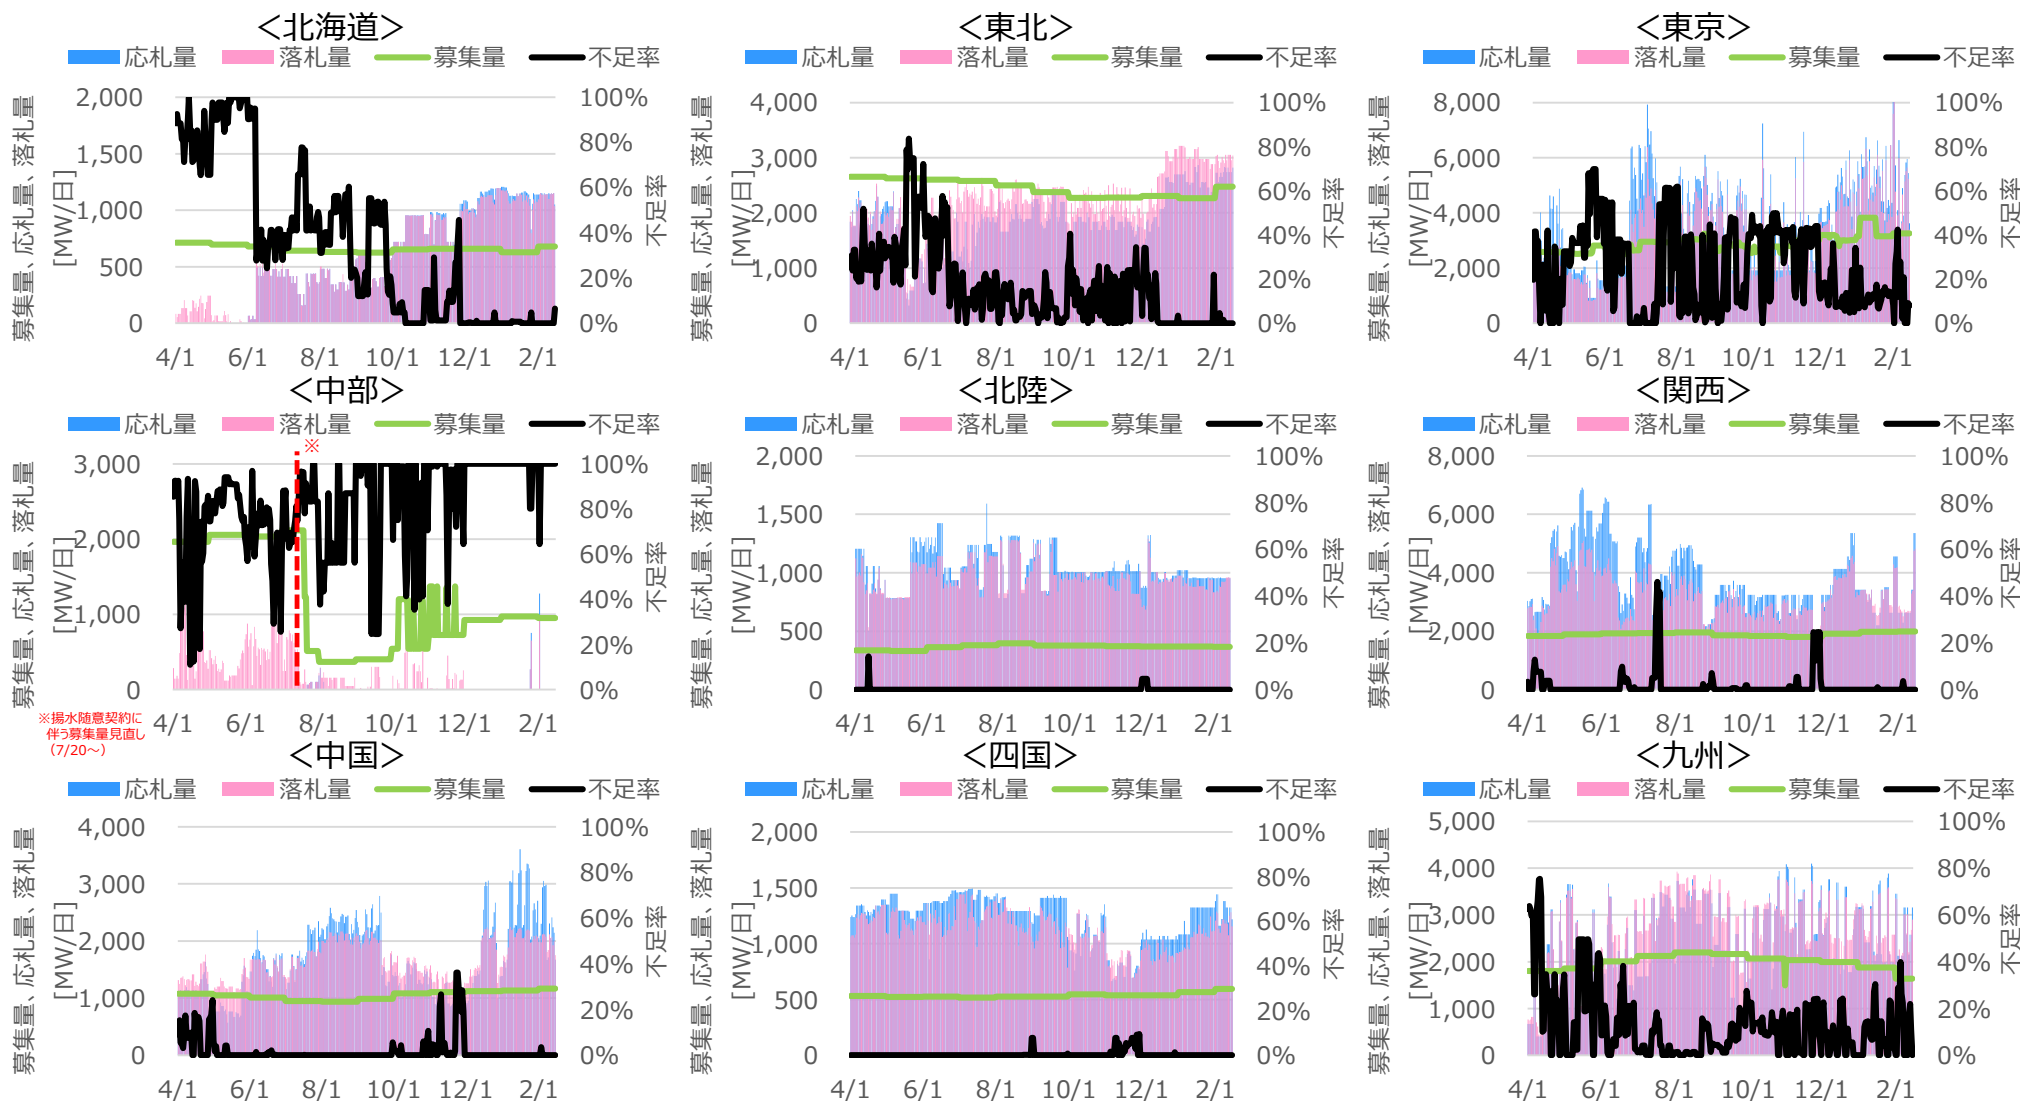 ＜北海道＞
応札量 落札量 募集量 不足率
募集量、応札量、落札量
[MW/日]
2,000
1,500
1,000
500
0
100%
80%
60%
40%
20%
0%
不足率
4/1 6/1 8/1 10/1 12/1 2/1
＜東北＞
応札量 落札量 募集量 不足率
募集量、応札量、落札量
[MW/日]
4,000
3,000
2,000
1,000
0
100%
80%
60%
40%
20%
0%
不足率
4/1 6/1 8/1 10/1 12/1 2/1
＜東京＞
応札量 落札量 募集量 不足率
募集量、応札量、落札量
[MW/日]
8,000
6,000
4,000
2,000
0
100%
80%
60%
40%
20%
0%
不足率
4/1 6/1 8/1 10/1 12/1 2/1
＜中部＞
応札量 落札量 募集量 不足率
※
募集量、応札量、落札量
[MW/日]
3,000
2,000
1,000
0
100%
80%
60%
40%
20%
0%
不足率
4/1 6/1 8/1 10/1 12/1 2/1
※揚水随意契約に
伴う募集量見直し
（7/20～）
＜北陸＞
応札量 落札量 募集量 不足率
募集量、応札量、落札量
[MW/日]
2,000
1,500
1,000
500
0
100%
80%
60%
40%
20%
0%
不足率
4/1 6/1 8/1 10/1 12/1 2/1
＜関西＞
応札量 落札量 募集量 不足率
募集量、応札量、落札量
[MW/日]
8,000
6,000
4,000
2,000
0
100%
80%
60%
40%
20%
0%
不足率
4/1 6/1 8/1 10/1 12/1 2/1
＜中国＞
応札量 落札量 募集量 不足率
募集量、応札量、落札量
[MW/日]
4,000
3,000
2,000
1,000
0
100%
80%
60%
40%
20%
0%
不足率
4/1 6/1 8/1 10/1 12/1 2/1
＜四国＞
応札量 落札量 募集量 不足率
募集量、応札量、落札量
[MW/日]
2,000
1,500
1,000
500
0
100%
80%
60%
40%
20%
0%
不足率
4/1 6/1 8/1 10/1 12/1 2/1
＜九州＞
応札量 落札量 募集量 不足率
募集量、応札量、落札量
[MW/日]
5,000
4,000
3,000
2,000
1,000
0
100%
80%
60%
40%
20%
0%
不足率
4/1 6/1 8/1 10/1 12/1 2/1